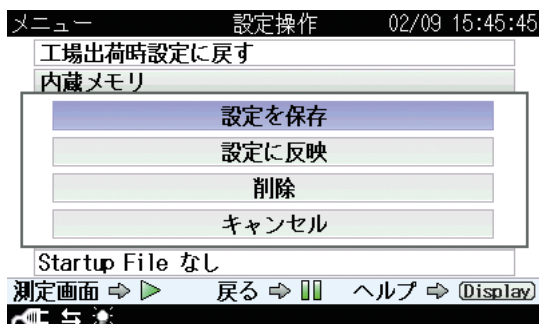 メニュー 設定操作 02/09 15:45:45
工場出荷時設定に戻す
内蔵メモリ
設定を保存
設定に反映
削除
キャンセル
Startup File なし
測定画面 ⇨ ▷ 戻る ⇨ ▯▯ ヘルプ ⇨ Display